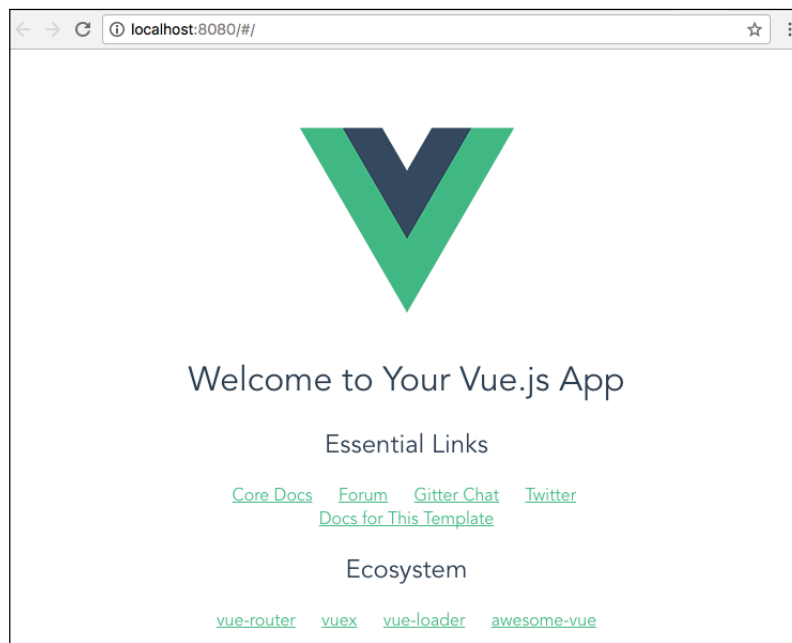 localhost:8080/#/
Welcome to Your Vue.js App
Essential Links
Core Docs Forum Gitter Chat Twitter
Docs for This Template
Ecosystem
vue-router vuex vue-loader awesome-vue